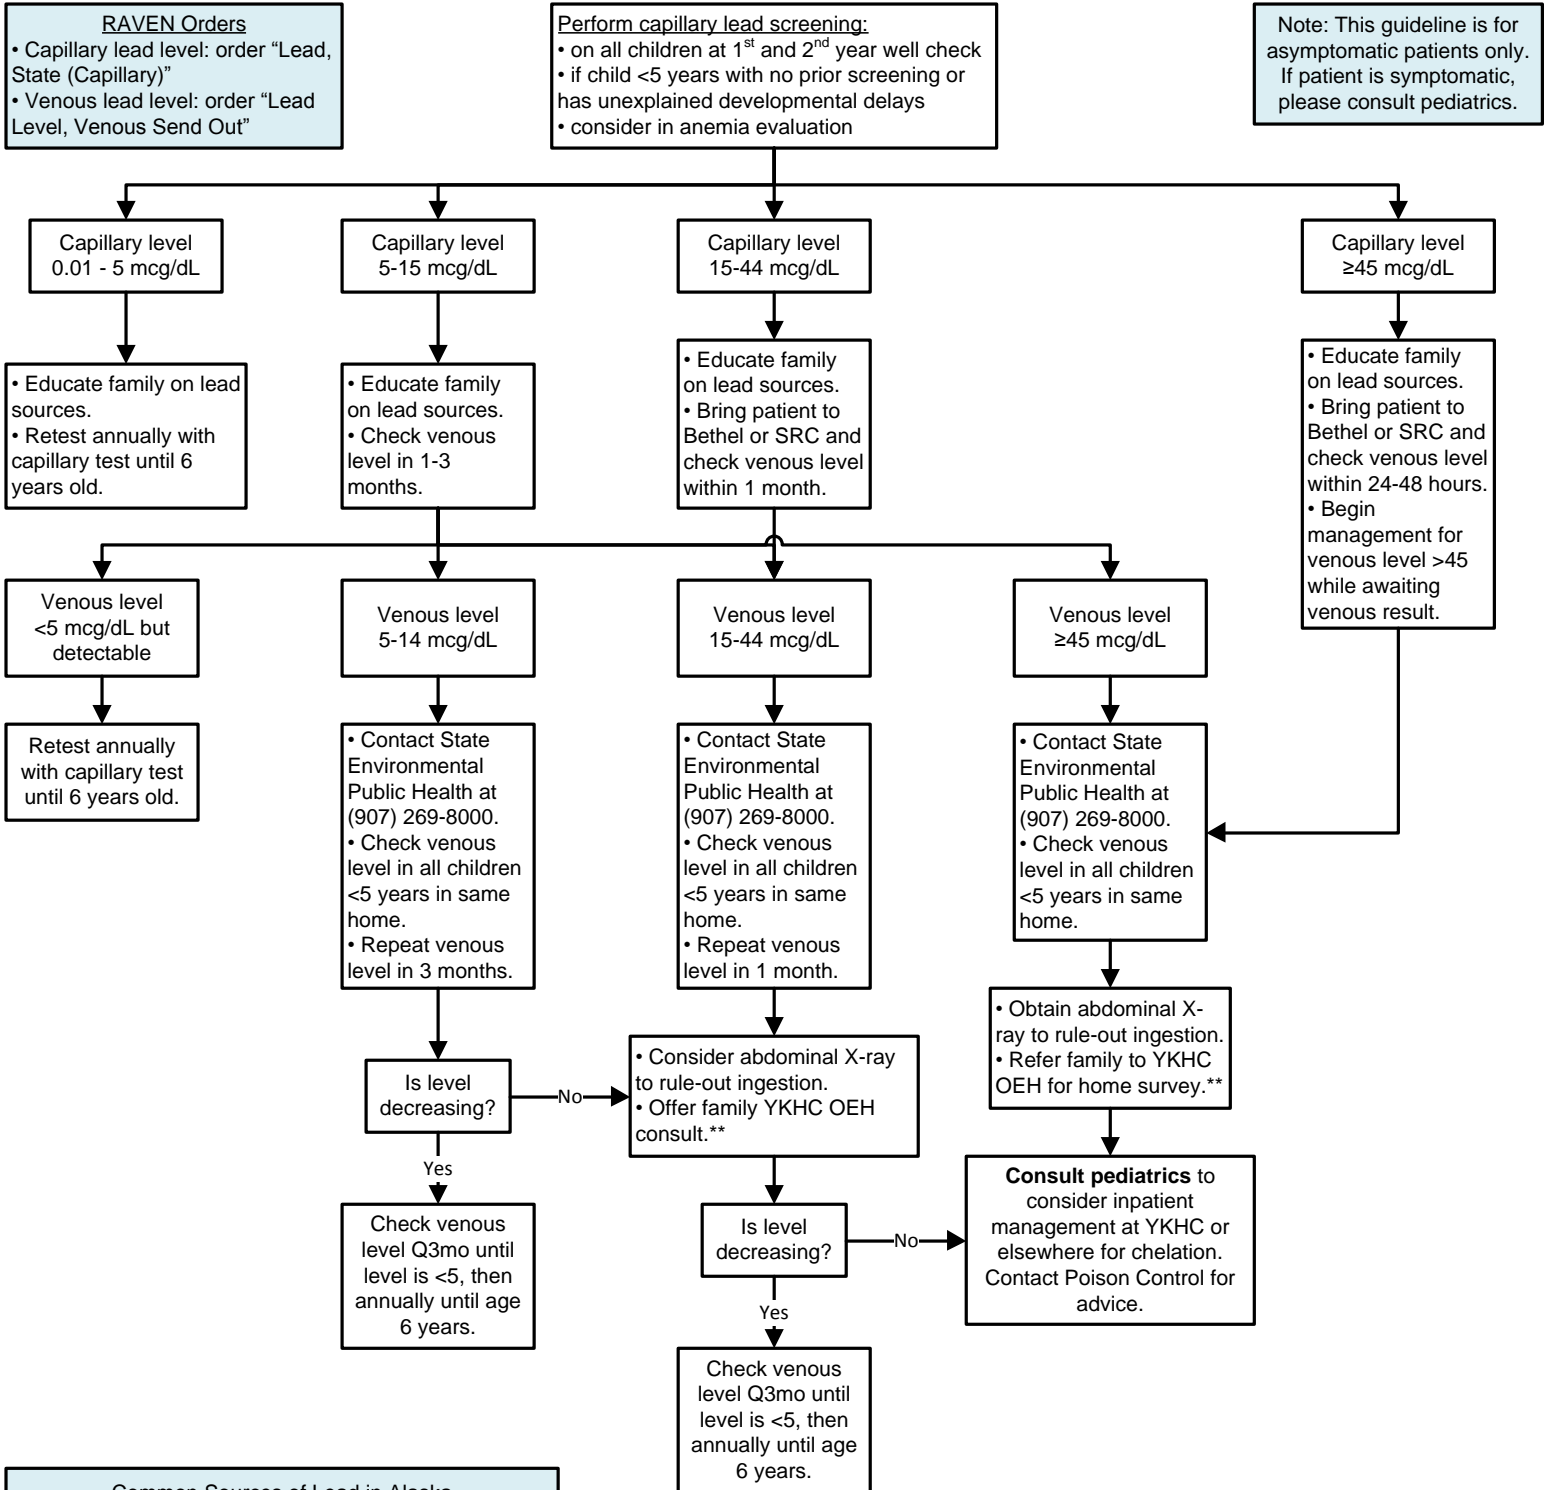 RAVEN Orders
• Capillary lead level: order “Lead,
State (Capillary)”
• Venous lead level: order “Lead
Level, Venous Send Out”
Perform capillary lead screening:
• on all children at 1st and 2nd year well check
• if child <5 years with no prior screening or
has unexplained developmental delays
• consider in anemia evaluation
Note: This guideline is for
asymptomatic patients only.
If patient is symptomatic,
please consult pediatrics.
Capillary level
0.01 - 5 mcg/dL
Capillary level
5-15 mcg/dL
Capillary level
15-44 mcg/dL
Capillary level
≥45 mcg/dL
• Educate family on lead
sources.
• Retest annually with
capillary test until 6
years old.
• Educate family
on lead sources.
• Check venous
level in 1-3
months.
• Educate family
on lead sources.
• Bring patient to
Bethel or SRC and
check venous level
within 1 month.
• Educate family
on lead sources.
• Bring patient to
Bethel or SRC and
check venous level
within 24-48 hours.
• Begin
management for
venous level >45
while awaiting
venous result.
Venous level
<5 mcg/dL but
detectable
Venous level
5-14 mcg/dL
Venous level
15-44 mcg/dL
Venous level
≥45 mcg/dL
Retest annually
with capillary test
until 6 years old.
• Contact State
Environmental
Public Health at
(907) 269-8000.
• Check venous
level in all children
<5 years in same
home.
• Repeat venous
level in 3 months.
• Contact State
Environmental
Public Health at
(907) 269-8000.
• Check venous
level in all children
<5 years in same
home.
• Repeat venous
level in 1 month.
• Contact State
Environmental
Public Health at
(907) 269-8000.
• Check venous
level in all children
<5 years in same
home.
Is level
decreasing?
No
• Consider abdominal X-ray
to rule-out ingestion.
• Offer family YKHC OEH
consult.**
• Obtain abdominal X-
ray to rule-out ingestion.
• Refer family to YKHC
OEH for home survey.**
Yes
Check venous
level Q3mo until
level is <5, then
annually until age
6 years.
Is level
decreasing?
No
Consult pediatrics to
consider inpatient
management at YKHC or
elsewhere for chelation.
Contact Poison Control for
advice.
Yes
Check venous
level Q3mo until
level is <5, then
annually until age
6 years.
Common Sources of Lead in Alaska